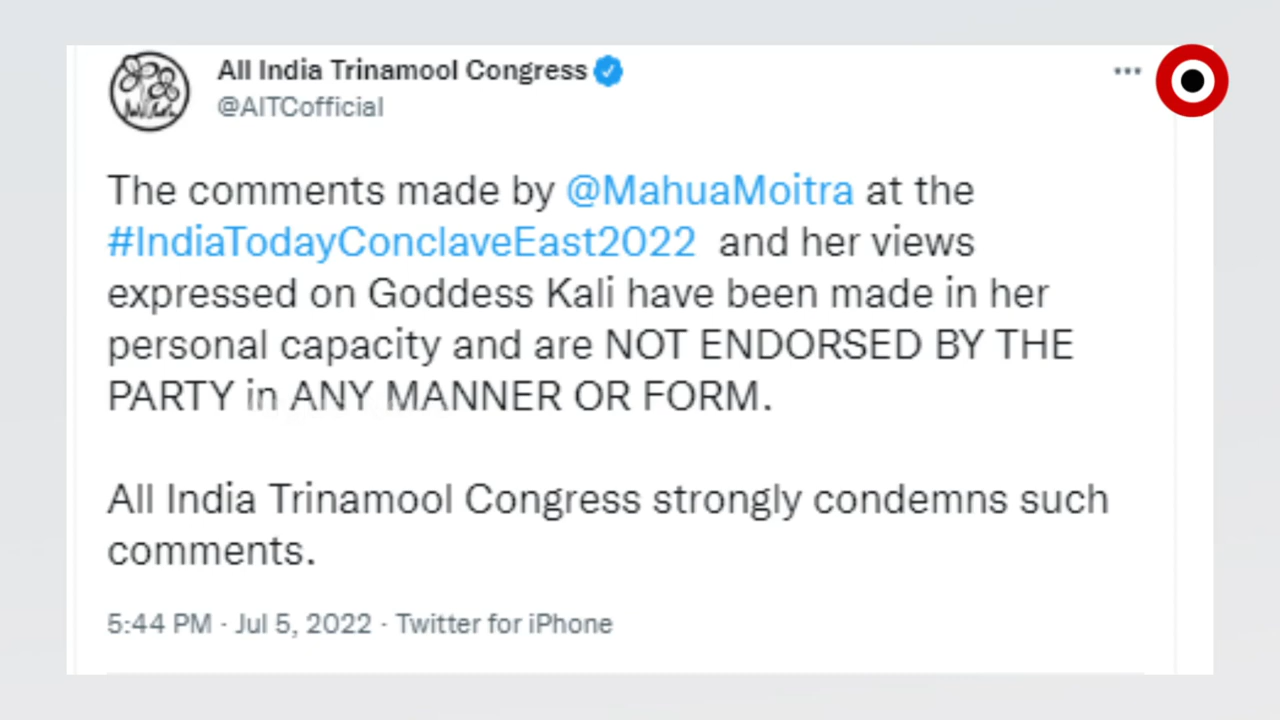 All India Trinamool Congress
@AITCofficial
The comments made by @MahuaMoitra at the
#IndiaTodayConclaveEast2022 and her views
expressed on Goddess Kali have been made in her
personal capacity and are NOT ENDORSED BY THE
PARTY in ANY MANNER OR FORM.
All India Trinamool Congress strongly condemns such
comments.
5:44 PM · Jul 5, 2022 · Twitter for iPhone